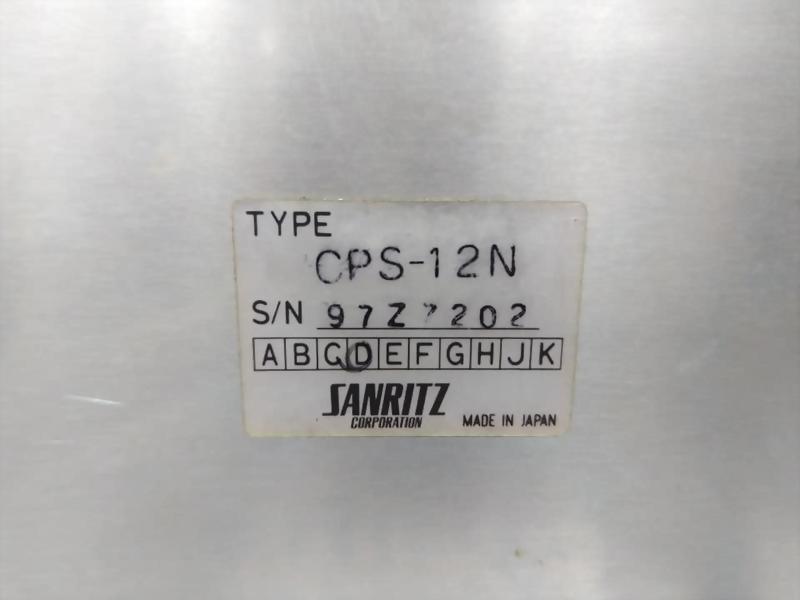 TYPE
CPS-12N
S/N 97Z7202
A B C D E F G H J K
SANRITZ
CORPORATION MADE IN JAPAN